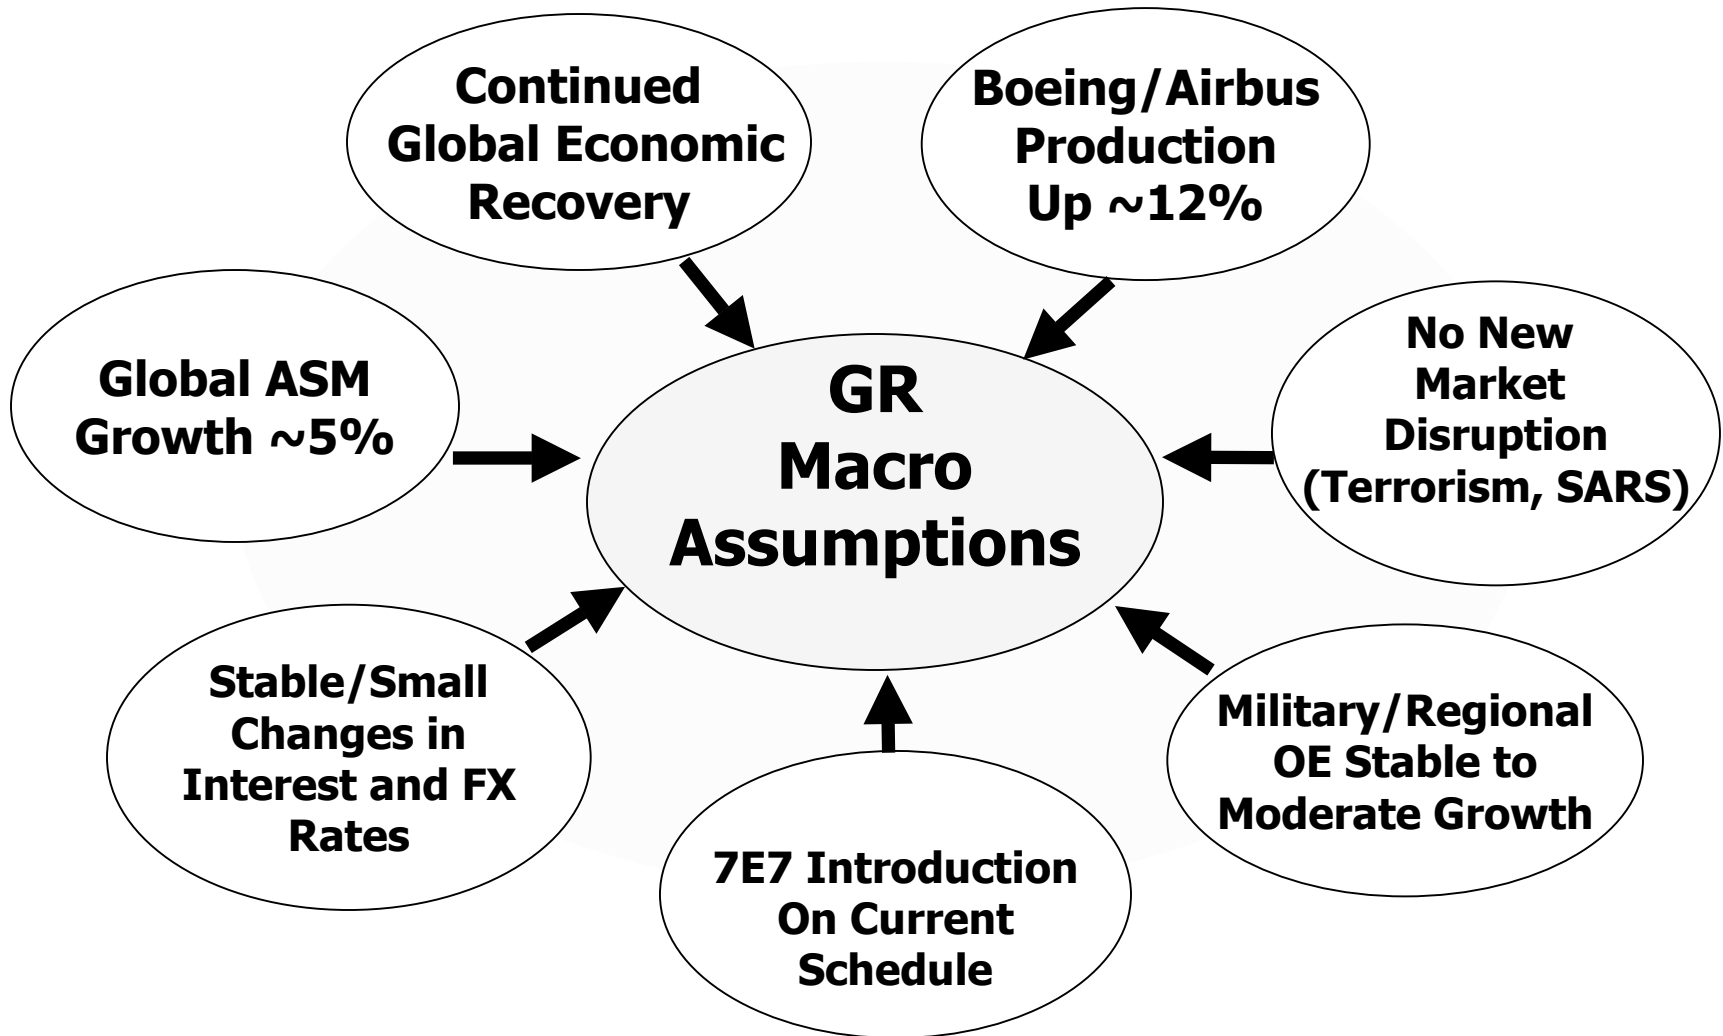 Continued
Global Economic
Recovery
Boeing/Airbus
Production
Up ~12%
Global ASM
Growth ~5%
GR
Macro
Assumptions
No New
Market
Disruption
(Terrorism, SARS)
Stable/Small
Changes in
Interest and FX
Rates
7E7 Introduction
On Current
Schedule
Military/Regional
OE Stable to
Moderate Growth